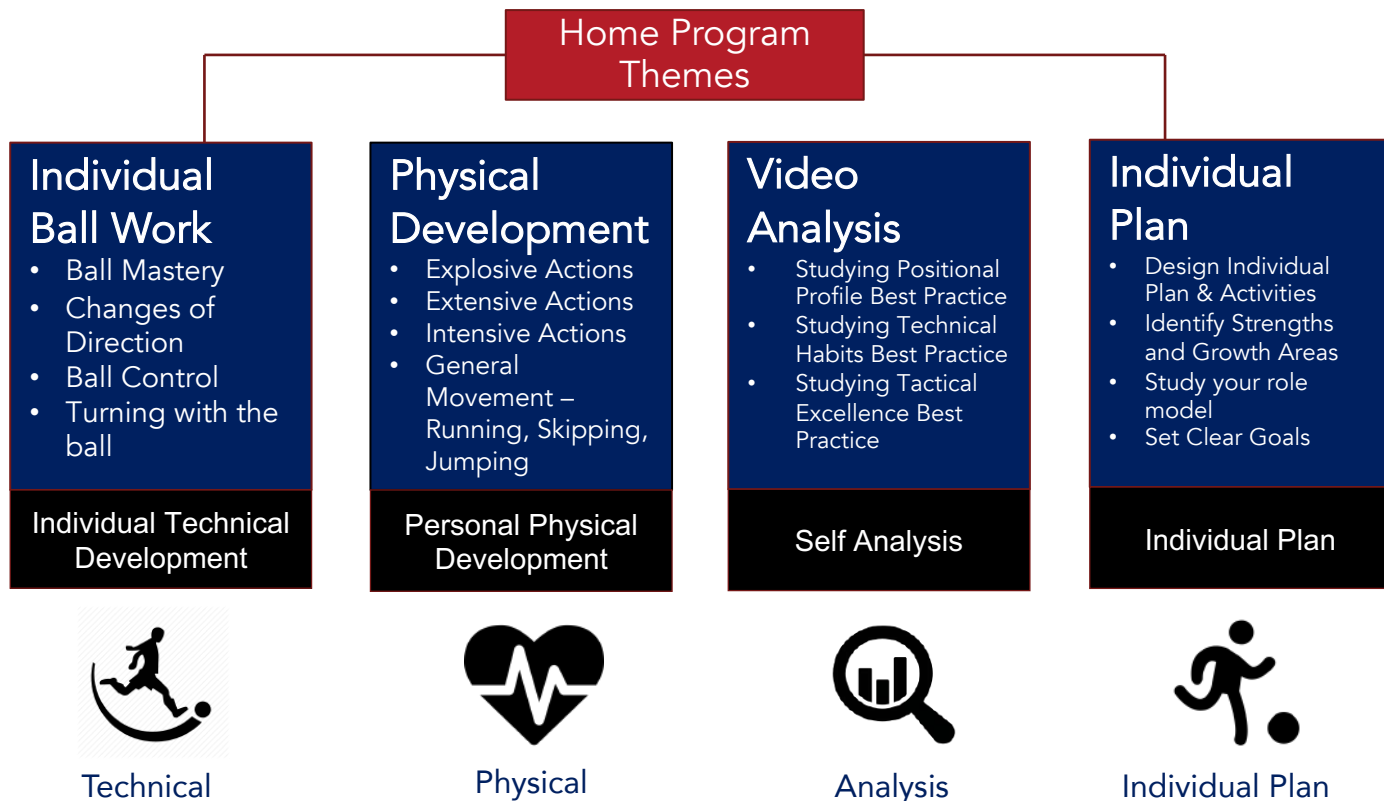 Home Program
Themes
Individual
Ball Work
• Ball Mastery
• Changes of
Direction
• Ball Control
• Turning with the
ball
Individual Technical
Development
Technical
Physical
Development
• Explosive Actions
• Extensive Actions
• Intensive Actions
• General
Movement –
Running, Skipping,
Jumping
Personal Physical
Development
Physical
Video
Analysis
• Studying Positional
Profile Best Practice
• Studying Technical
Habits Best Practice
• Studying Tactical
Excellence Best
Practice
Self Analysis
Analysis
Individual
Plan
• Design Individual
Plan & Activities
• Identify Strengths
and Growth Areas
• Study your role
model
• Set Clear Goals
Individual Plan
Individual Plan